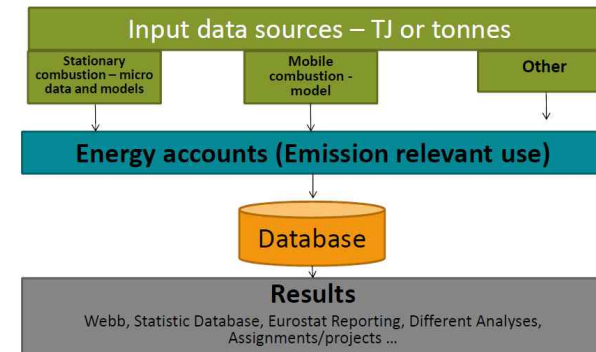 Input data sources – TJ or tonnes
Stationary
combustion – micro
data and models
Mobile
combustion -
model
Other
Energy accounts (Emission relevant use)
Database
Results
Webb, Statistic Database, Eurostat Reporting, Different Analyses,
Assignments/projects ...